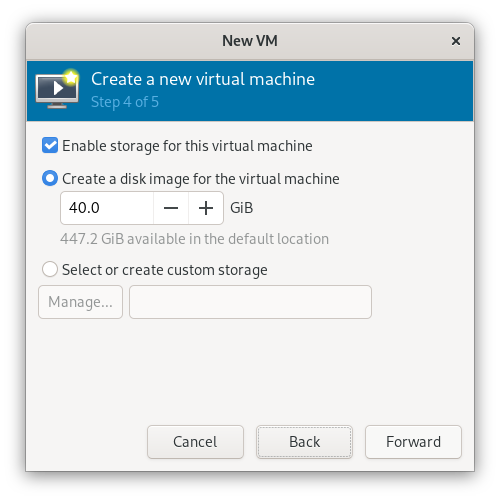 New VM
Create a new virtual machine
Step 4 of 5
Enable storage for this virtual machine
Create a disk image for the virtual machine
40.0 GiB
447.2 GiB available in the default location
Select or create custom storage
Manage...
Cancel Back Forward